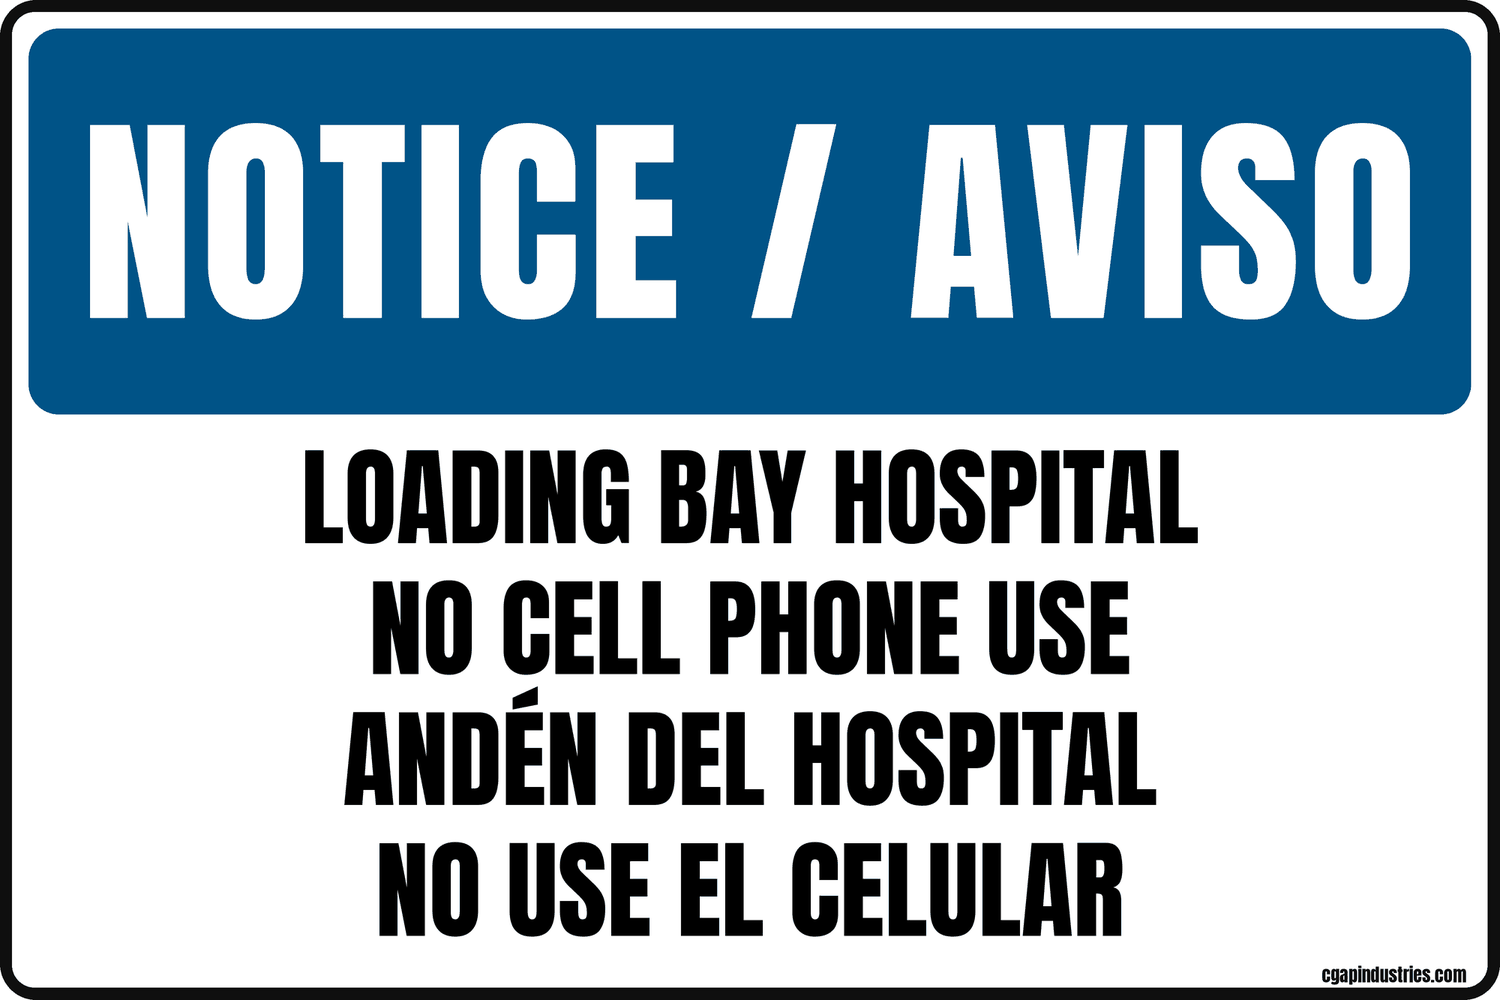 NOTICE / AVISO
LOADING BAY HOSPITAL
NO CELL PHONE USE
ANDÉN DEL HOSPITAL
NO USE EL CELULAR
cgapindustries.com